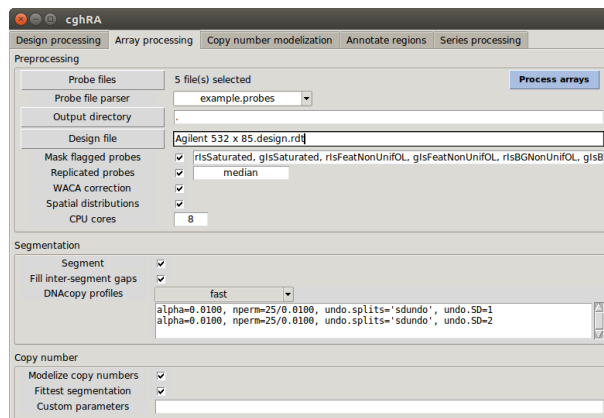 cghRA
Design processing Array processing Copy number modelization Annotate regions Series processing
Preprocessing
Probe files 5 file(s) selected Process arrays
Probe file parser example.probes
Output directory .
Design file Agilent 532 x 85.design.rdt
Mask flagged probes rIsSaturated, gIsSaturated, rIsFeatNonUnifOL, gIsFeatNonUnifOL, rIsBGNonUnifOL, gIsB
Replicated probes median
WACA correction
Spatial distributions
CPU cores 8
Segmentation
Segment
Fill inter-segment gaps
DNAcopy profiles fast
alpha=0.0100, nperm=25/0.0100, undo.splits='sdundo', undo.SD=1
alpha=0.0100, nperm=25/0.0100, undo.splits='sdundo', undo.SD=2
Copy number
Modelize copy numbers
Fittest segmentation
Custom parameters